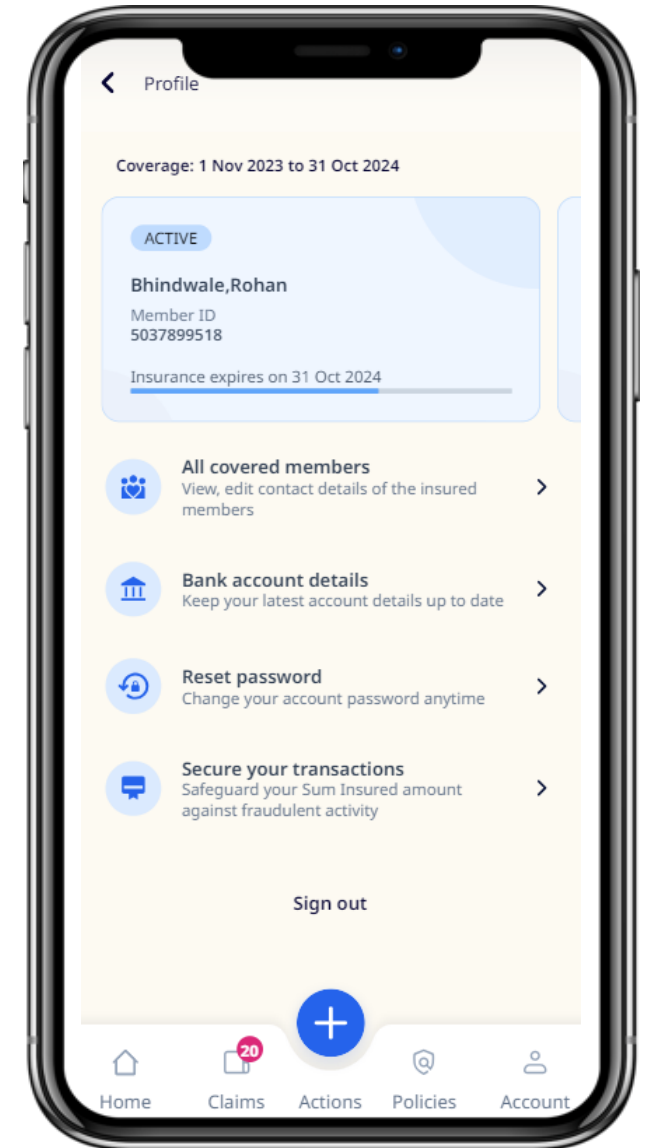 Profile
Coverage: 1 Nov 2023 to 31 Oct 2024
ACTIVE
Bhindwale,Rohan
Member ID
5037899518
Insurance expires on 31 Oct 2024
All covered members
View, edit contact details of the insured
members
Bank account details
Keep your latest account details up to date
Reset password
Change your account password anytime
Secure your transactions
Safeguard your Sum Insured amount
against fraudulent activity
Sign out
20
Home Claims Actions Policies Account